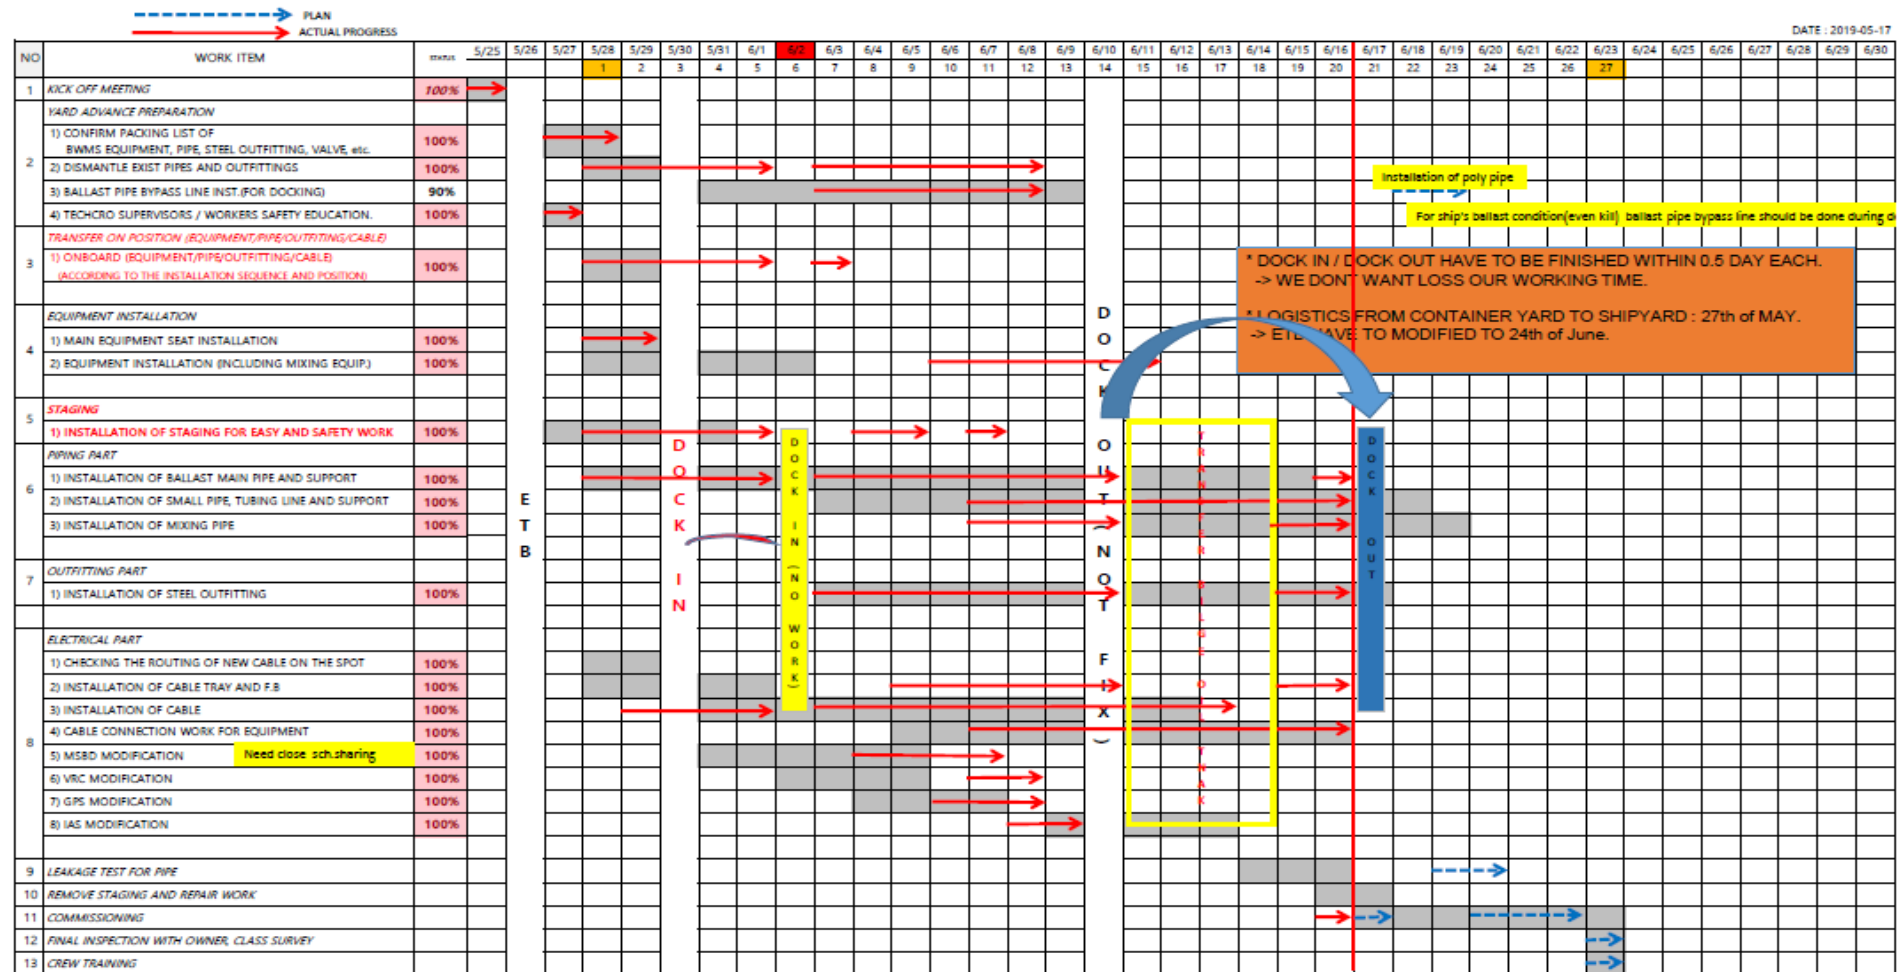 PLAN
ACTUAL PROGRESS
DATE : 2019-05-17
NO WORK ITEM STATUS 5/25 5/26 5/27 5/28 5/29 5/30 5/31 6/1 6/2 6/3 6/4 6/5 6/6 6/7 6/8 6/9 6/10 6/11 6/12 6/13 6/14 6/15 6/16 6/17 6/18 6/19 6/20 6/21 6/22 6/23 6/24 6/25 6/26 6/27 6/28 6/29 6/30
1 2 3 4 5 6 7 8 9 10 11 12 13 14 15 16 17 18 19 20 21 22 23 24 25 26 27
1 KICK OFF MEETING 100%
2 YARD ADVANCE PREPARATION
1) CONFIRM PACKING LIST OF
BWMS EQUIPMENT, PIPE, STEEL OUTFITTING, VALVE, etc. 100%
2) DISMANTLE EXIST PIPES AND OUTFITTINGS 100%
3) BALLAST PIPE BYPASS LINE INST.(FOR DOCKING) 90%
Installation of poly pipe
4) TECHCRO SUPERVISORS / WORKERS SAFETY EDUCATION. 100%
For ship's ballast condition(even kill) ballast pipe bypass line should be done during d
3 TRANSFER ON POSITION (EQUIPMENT/PIPE/OUTFITING/CABLE)
1) ONBOARD (EQUIPMENT/PIPE/OUTFITTING/CABLE) 100%
(ACCORDING TO THE INSTALLATION SEQUENCE AND POSITION)
* DOCK IN / DOCK OUT HAVE TO BE FINISHED WITHIN 0.5 DAY EACH.
-> WE DONT WANT LOSS OUR WORKING TIME.
* LOGISTICS FROM CONTAINER YARD TO SHIPYARD : 27th of MAY.
-> ETD HAVE TO MODIFIED TO 24th of June.
4 EQUIPMENT INSTALLATION
1) MAIN EQUIPMENT SEAT INSTALLATION 100%
2) EQUIPMENT INSTALLATION (INCLUDING MIXING EQUIP.) 100%
5 STAGING
1) INSTALLATION OF STAGING FOR EASY AND SAFETY WORK 100%
6 PIPING PART
1) INSTALLATION OF BALLAST MAIN PIPE AND SUPPORT 100%
2) INSTALLATION OF SMALL PIPE, TUBING LINE AND SUPPORT 100%
3) INSTALLATION OF MIXING PIPE 100%
7 OUTFITTING PART
1) INSTALLATION OF STEEL OUTFITTING 100%
8 ELECTRICAL PART
1) CHECKING THE ROUTING OF NEW CABLE ON THE SPOT 100%
2) INSTALLATION OF CABLE TRAY AND F.B 100%
3) INSTALLATION OF CABLE 100%
4) CABLE CONNECTION WORK FOR EQUIPMENT 100%
5) MSBD MODIFICATION Need close sch.sharing 100%
6) VRC MODIFICATION 100%
7) GPS MODIFICATION 100%
8) IAS MODIFICATION 100%
9 LEAKAGE TEST FOR PIPE
10 REMOVE STAGING AND REPAIR WORK
11 COMMISSIONING
12 FINAL INSPECTION WITH OWNER, CLASS SURVEY
13 CREW TRAINING
ETB
DOCK IN
DOCK IN (NO WORK)
DOCK OUT(NOT FIX)
TRANSFER BILGE OIL TNAK
DOCK OUT